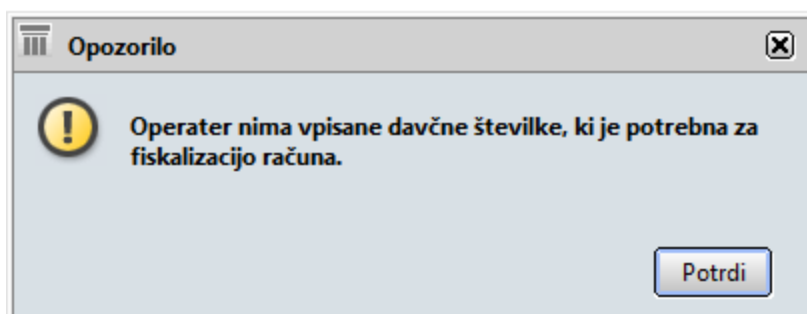 Opozorilo
Operater nima vpisane davčne številke, ki je potrebna za
fiskalizacijo računa.
Potrdi